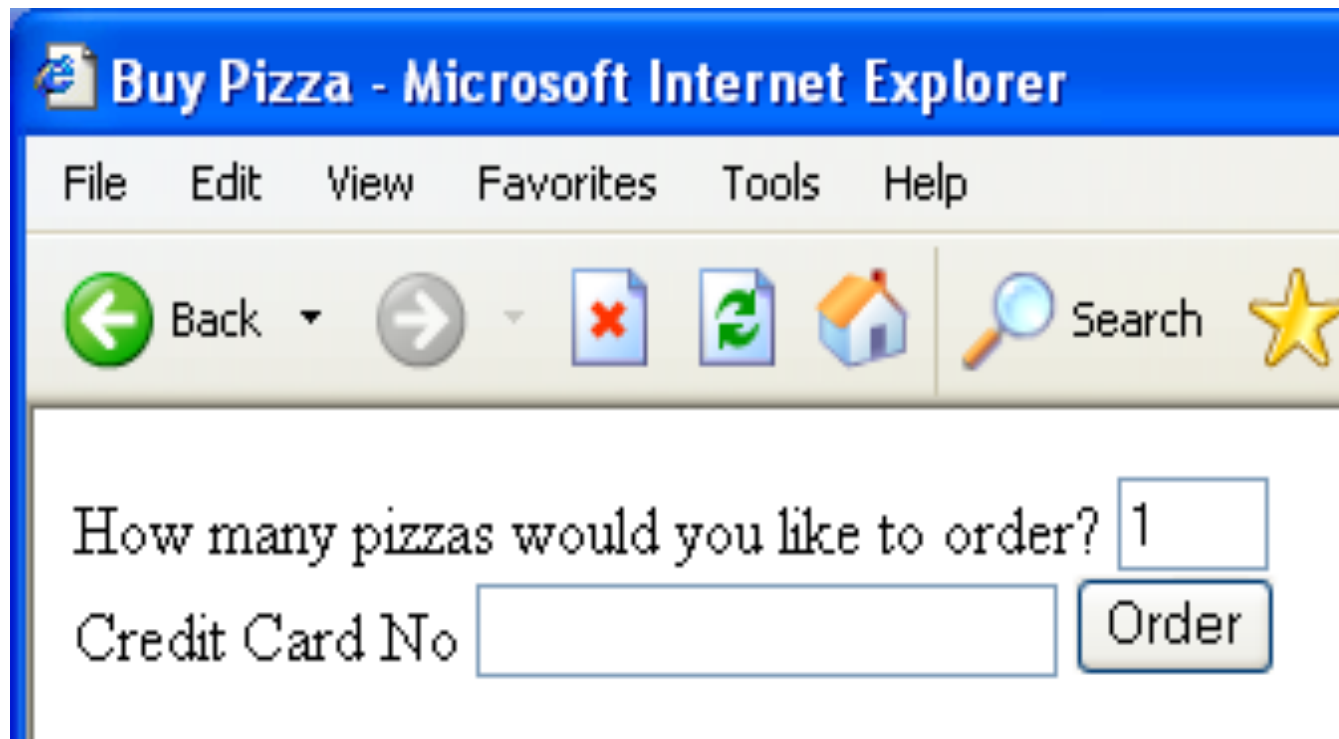 Buy Pizza - Microsoft Internet Explorer
File Edit View Favorites Tools Help
Back Search
How many pizzas would you like to order? 1
Credit Card No Order